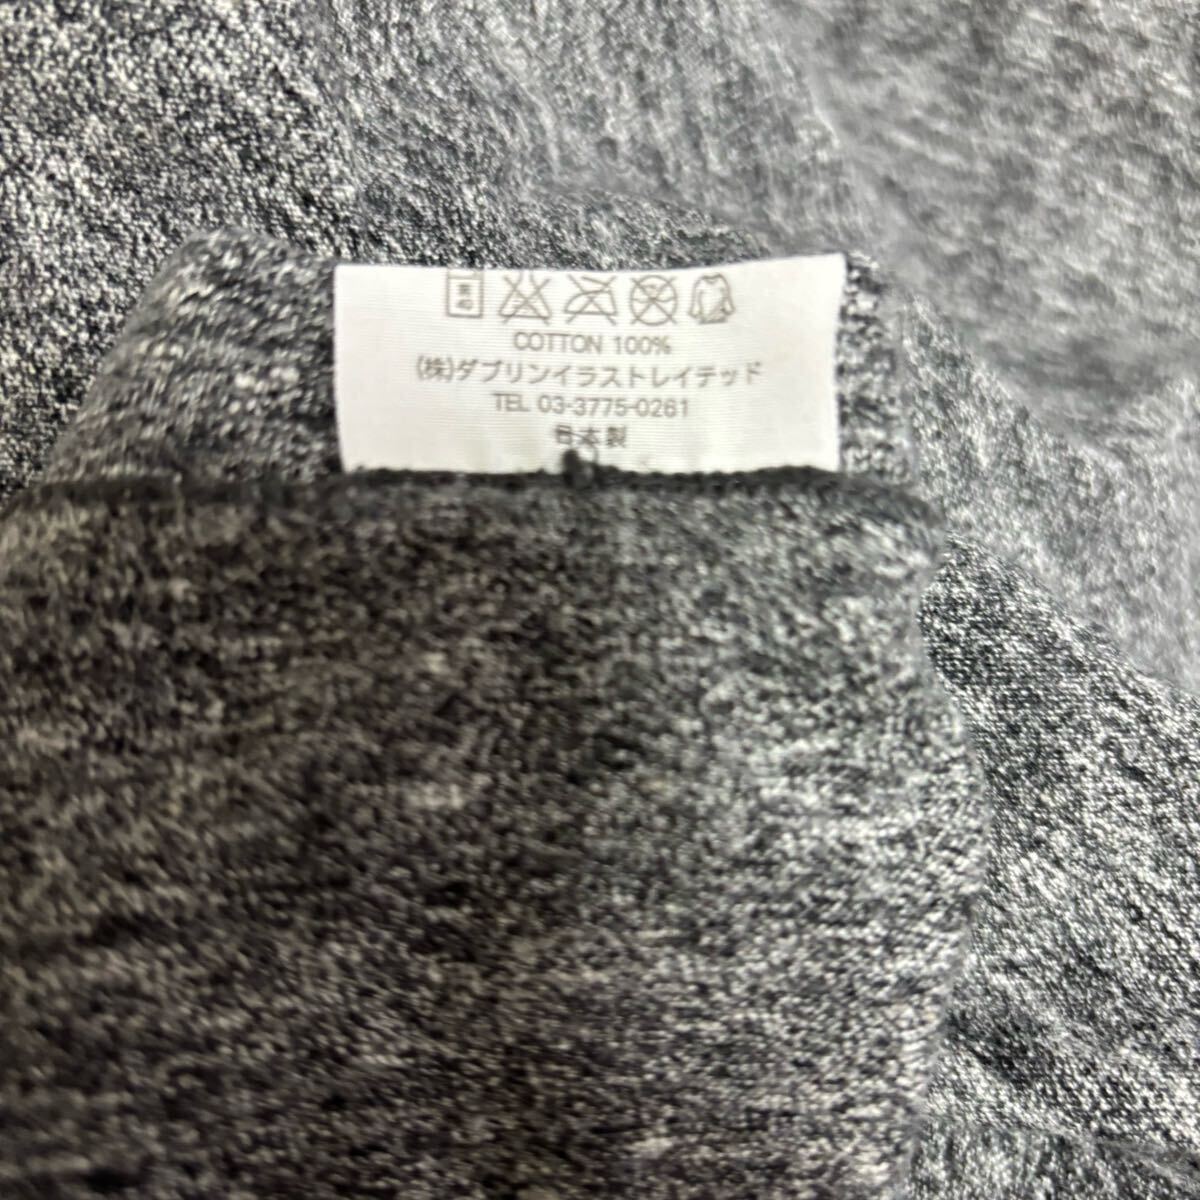 COTTON 100%
(株)ダブリンイラストレイテッド
TEL 03-3775-0261
日本製